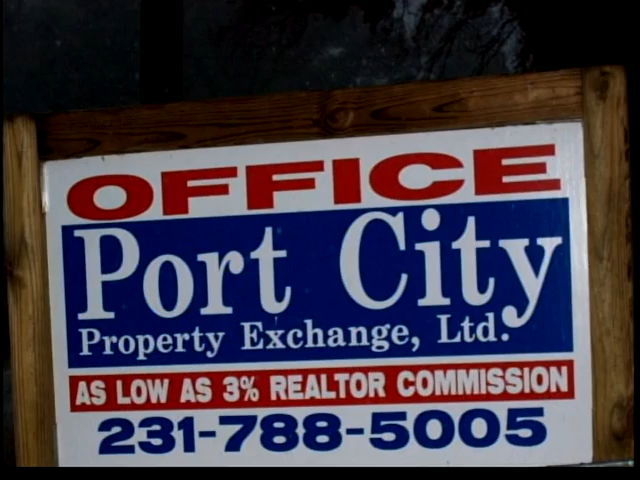 OFFICE
Port City
Property Exchange, Ltd.
AS LOW AS 3% REALTOR COMMISSION
231-788-5005